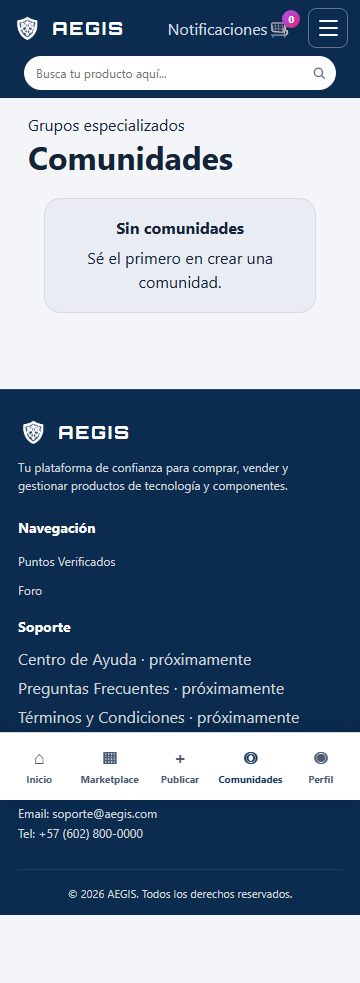 AEGIS
Notificaciones
0
Busca tu producto aquí...
Grupos especializados
Comunidades
Sin comunidades
Sé el primero en crear una
comunidad.
AEGIS
Tu plataforma de confianza para comprar, vender y
gestionar productos de tecnología y componentes.
Navegación
Puntos Verificados
Foro
Soporte
Centro de Ayuda · próximamente
Preguntas Frecuentes · próximamente
Términos y Condiciones · próximamente
Inicio
Marketplace
Publicar
Comunidades
Perfil
Email: soporte@aegis.com
Tel: +57 (602) 800-0000
© 2026 AEGIS. Todos los derechos reservados.